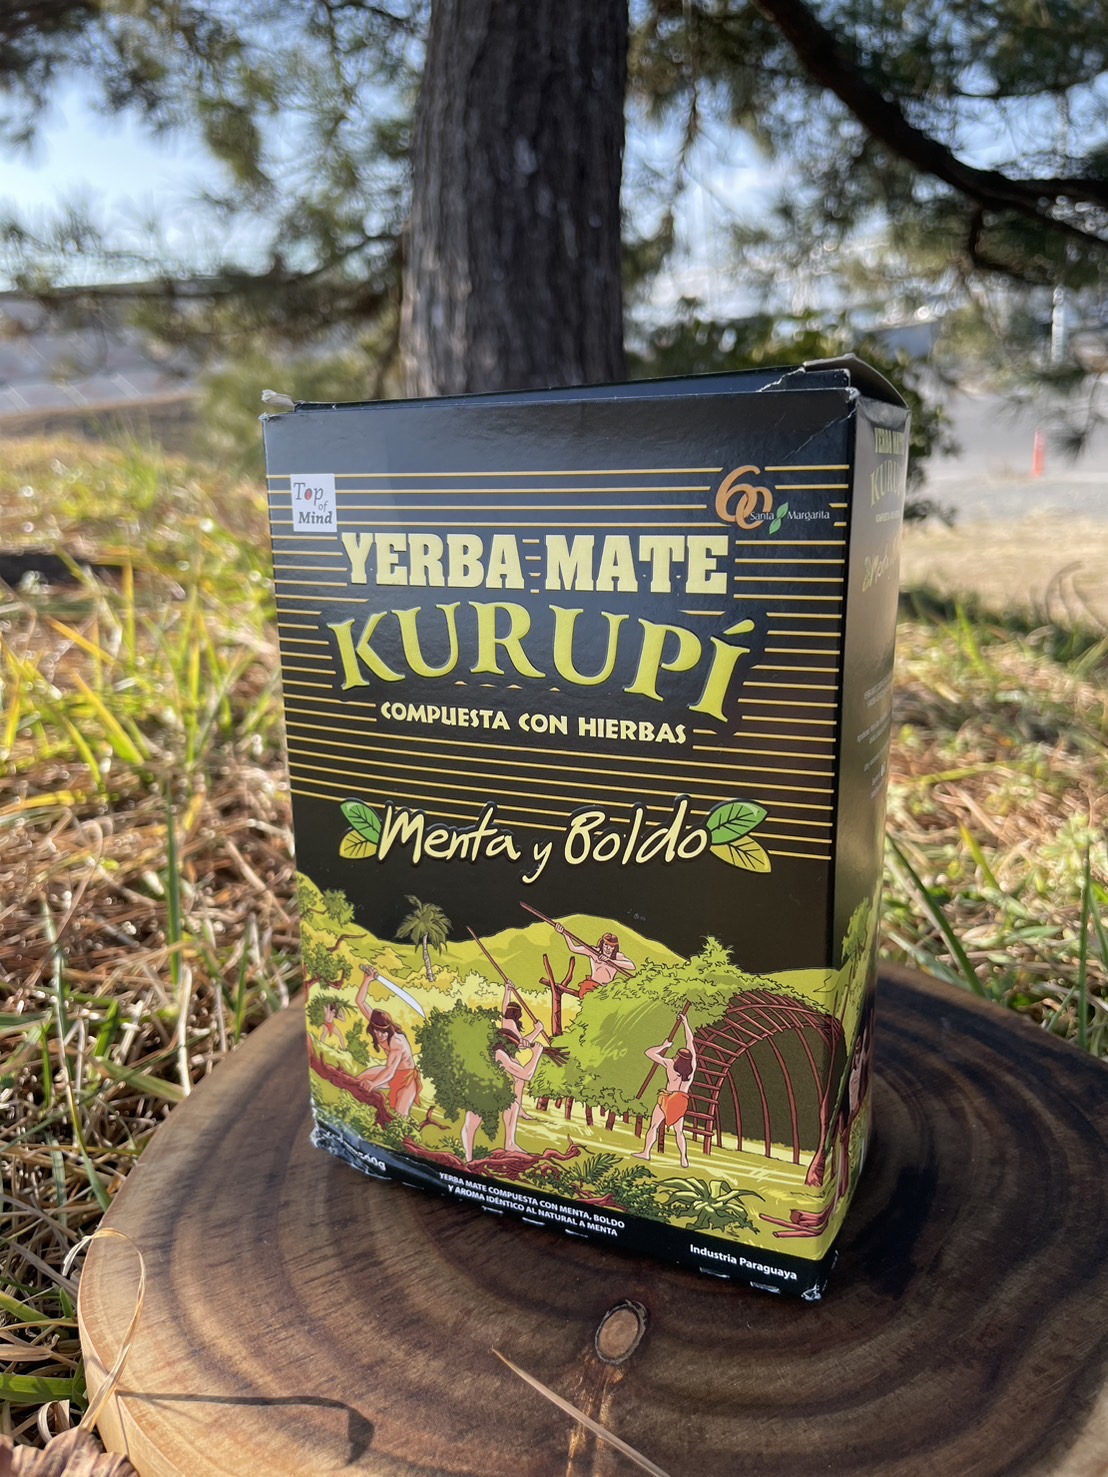 Top
of
Mind
60
Santa Margarita
YERBA MATE
KURUPÍ
COMPUESTA CON HIERBAS
Menta y Boldo
YERBA MATE COMPUESTA CON MENTA, BOLDO
Y AROMA IDÉNTICO AL NATURAL A MENTA
Industria Paraguaya
YERBA MATE
KURUPÍ